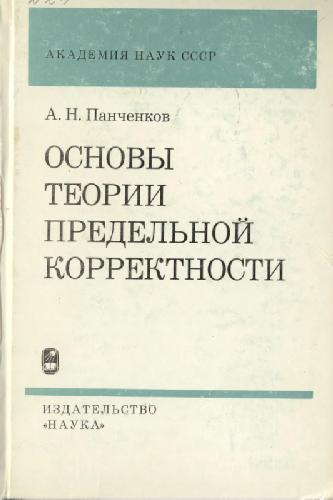 АКАДЕМИЯ НАУК СССР
А. Н. Панченков
ОСНОВЫ
ТЕОРИИ
ПРЕДЕЛЬНОЙ
КОРРЕКТНОСТИ
ИЗДАТЕЛЬСТВО
«НАУКА»